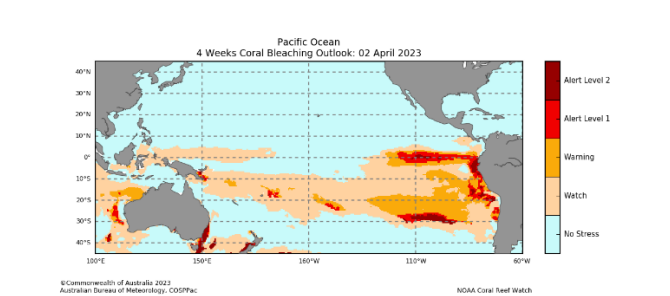 Pacific Ocean
4 Weeks Coral Bleaching Outlook: 02 April 2023
40°N
30°N
20°N
10°N
0°
10°S
20°S
30°S
40°S
100°E
150°E
160°W
110°W
60°W
Alert Level 2
Alert Level 1
Warning
Watch
No Stress
©Commonwealth of Australia 2023
Australian Bureau of Meteorology, COSPPac
NOAA Coral Reef Watch